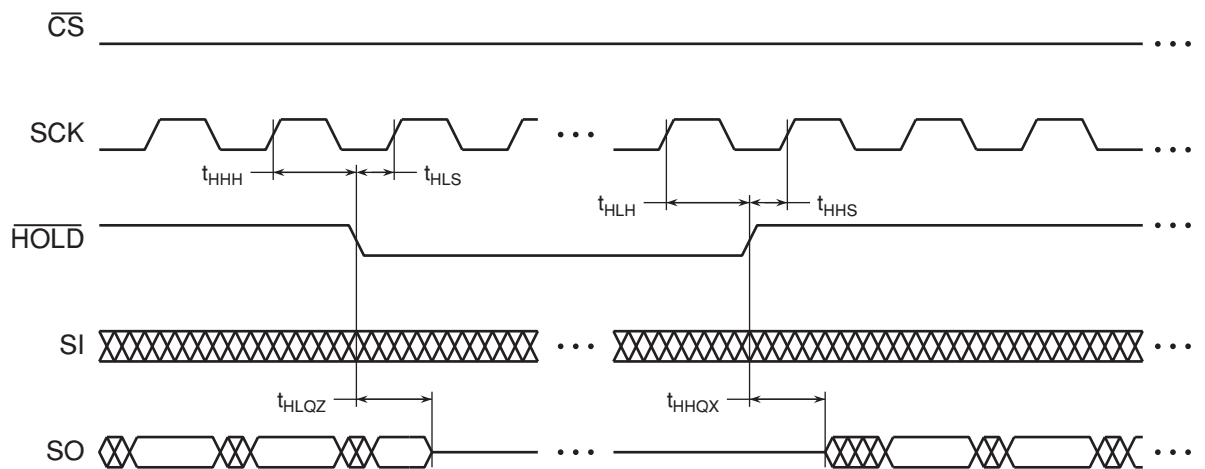 CS
SCK
tHHH
tHLS
tHLH
tHHS
HOLD
SI
tHLQZ
tHHQX
SO